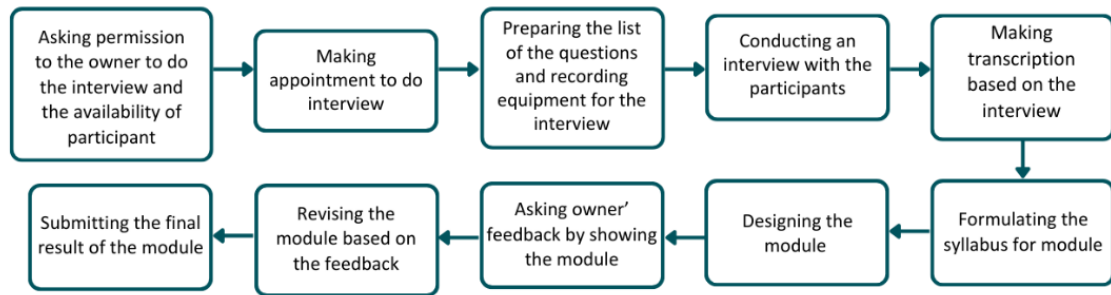 Asking permission
to the owner to do
the interview and
the availability of
participant
Making
appointment to do
interview
Preparing the list
of the questions
and recording
equipment for the
interview
Conducting an
interview with the
participants
Making
transcription
based on the
interview
Formulating the
syllabus for module
Designing the
module
Asking owner’
feedback by showing
the module
Revising the
module based on
the feedback
Submitting the final
result of the module